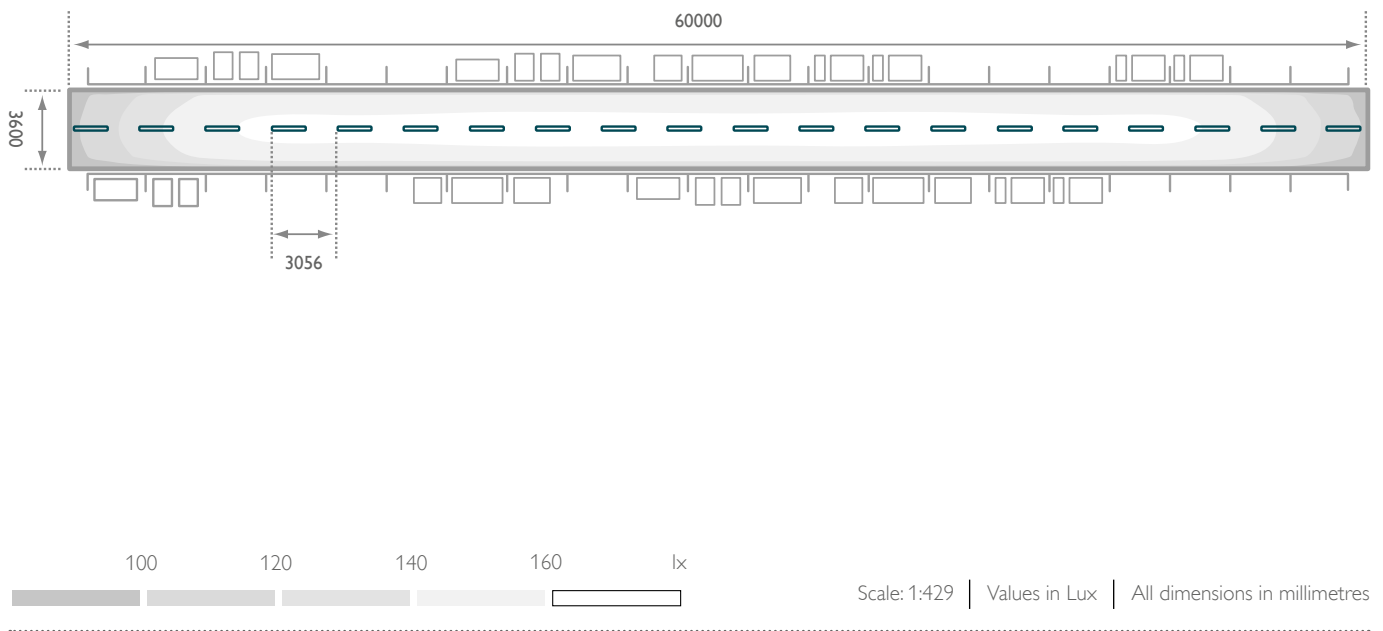 60000
3600
3056
100 120 140 160 lx
Scale: 1:429 | Values in Lux | All dimensions in millimetres